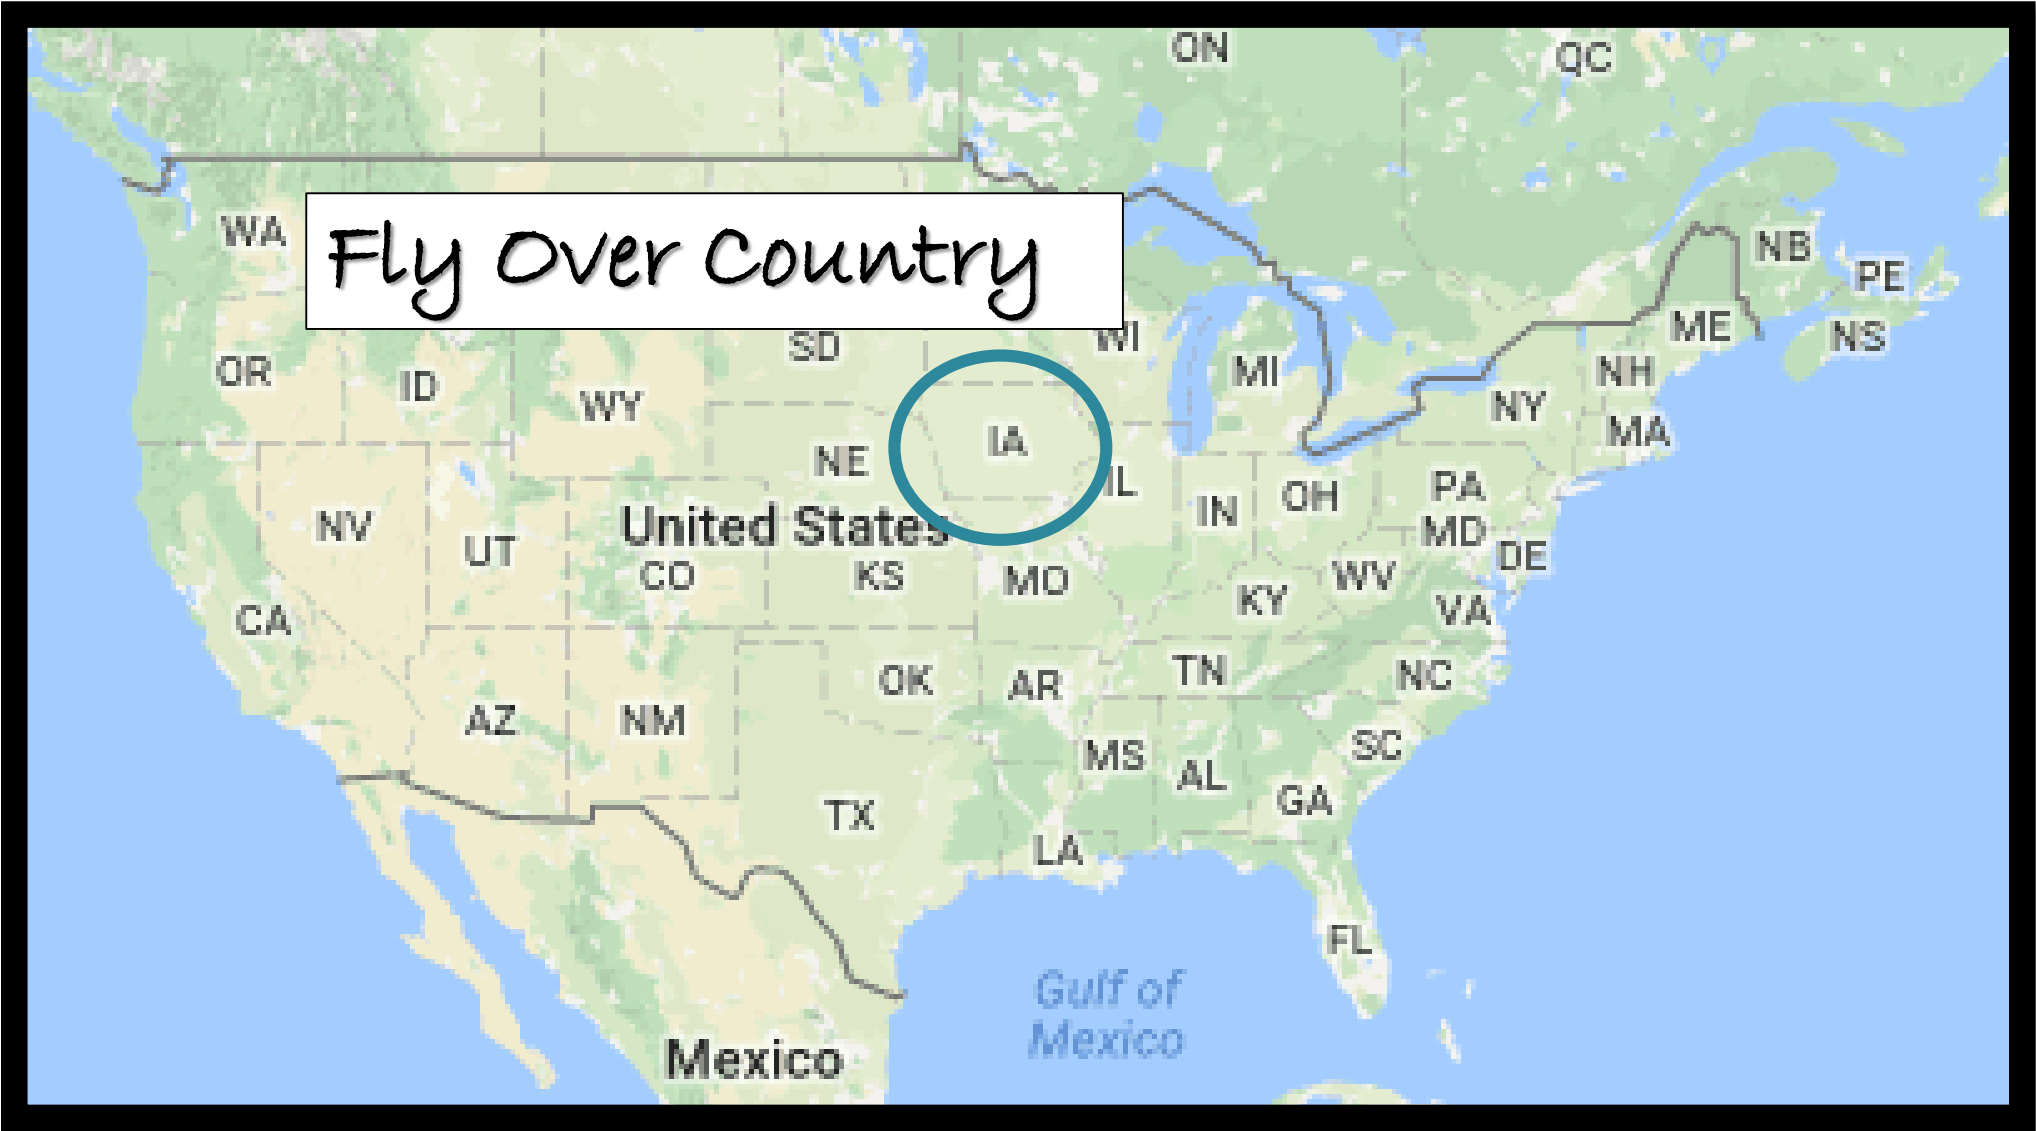 ON
QC
WA
Fly Over Country
NB
PE
ME
NS
SD
WI
MI
NH
OR
ID
WY
NY
MA
IA
NE
IL
PA
IN
OH
NV
United States
UT
MD
DE
CO
KS
MO
WV
KY
VA
CA
TN
NC
OK
AR
AZ
NM
SC
MS
AL
GA
TX
LA
FL
Gulf of
Mexico
Mexico